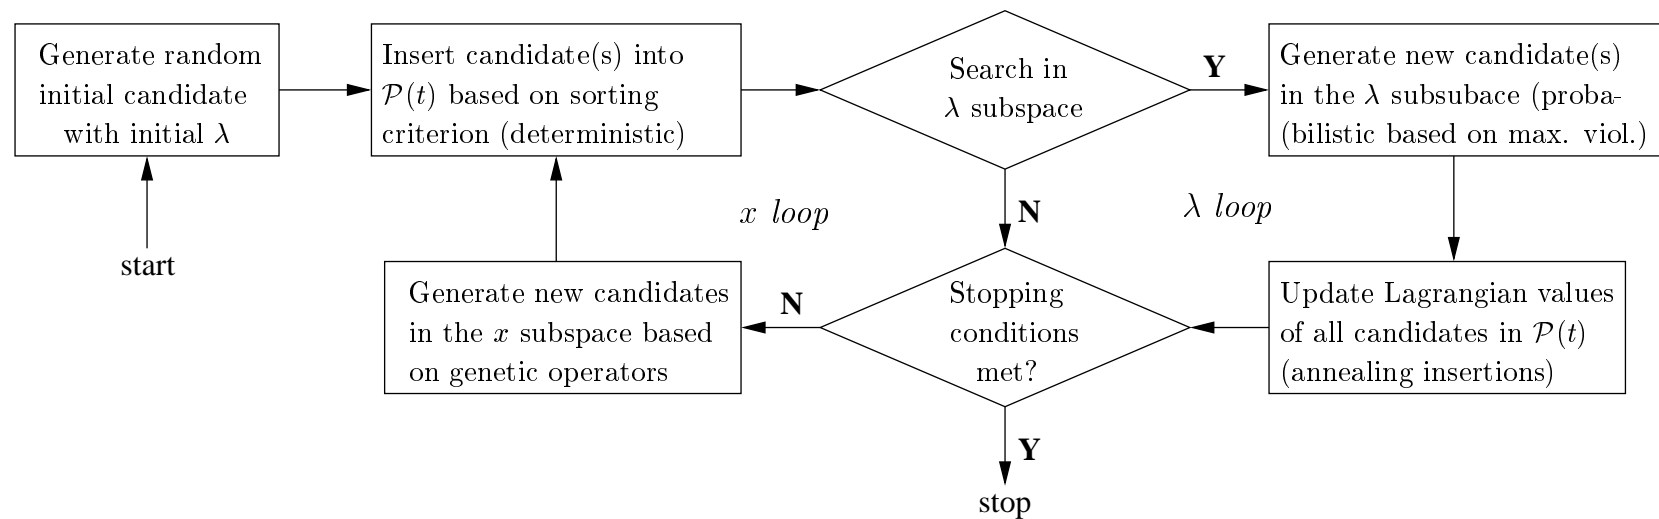 Generate random
initial candidate
with initial λ
Insert candidate(s) into
𝒫(t) based on sorting
criterion (deterministic)
Search in
λ subspace
Y
Generate new candidate(s)
in the λ subsubace (proba-
(bilistic based on max. viol.)
start
x loop
N
λ loop
Generate new candidates
in the x subspace based
on genetic operators
N
Stopping
conditions
met?
Update Lagrangian values
of all candidates in 𝒫(t)
(annealing insertions)
Y
stop